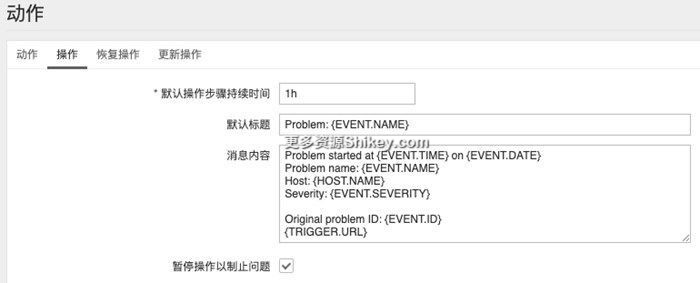 动作
动作 操作 恢复操作 更新操作
* 默认操作步骤持续时间 1h
默认标题 Problem: {EVENT.NAME}
更多资源Shikey.com
消息内容 Problem started at {EVENT.TIME} on {EVENT.DATE}
Problem name: {EVENT.NAME}
Host: {HOST.NAME}
Severity: {EVENT.SEVERITY}
Original problem ID: {EVENT.ID}
{TRIGGER.URL}
暂停操作以制止问题